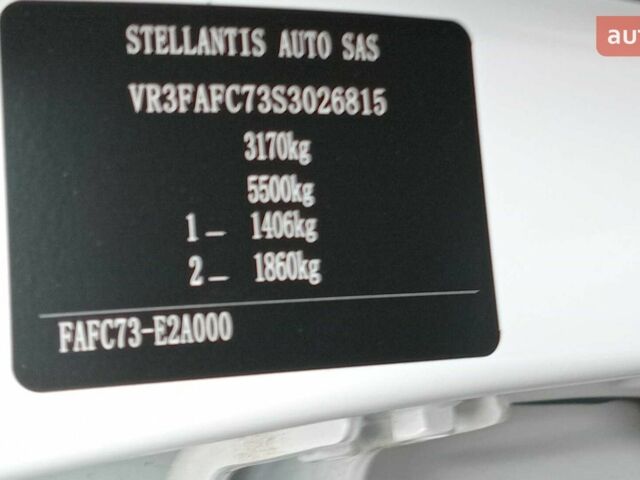 STELLANTIS AUTO SAS
VR3FAFC73S3026815
3170kg
5500kg
1 - 1406kg
2 - 1860kg
FAFC73-E2A000